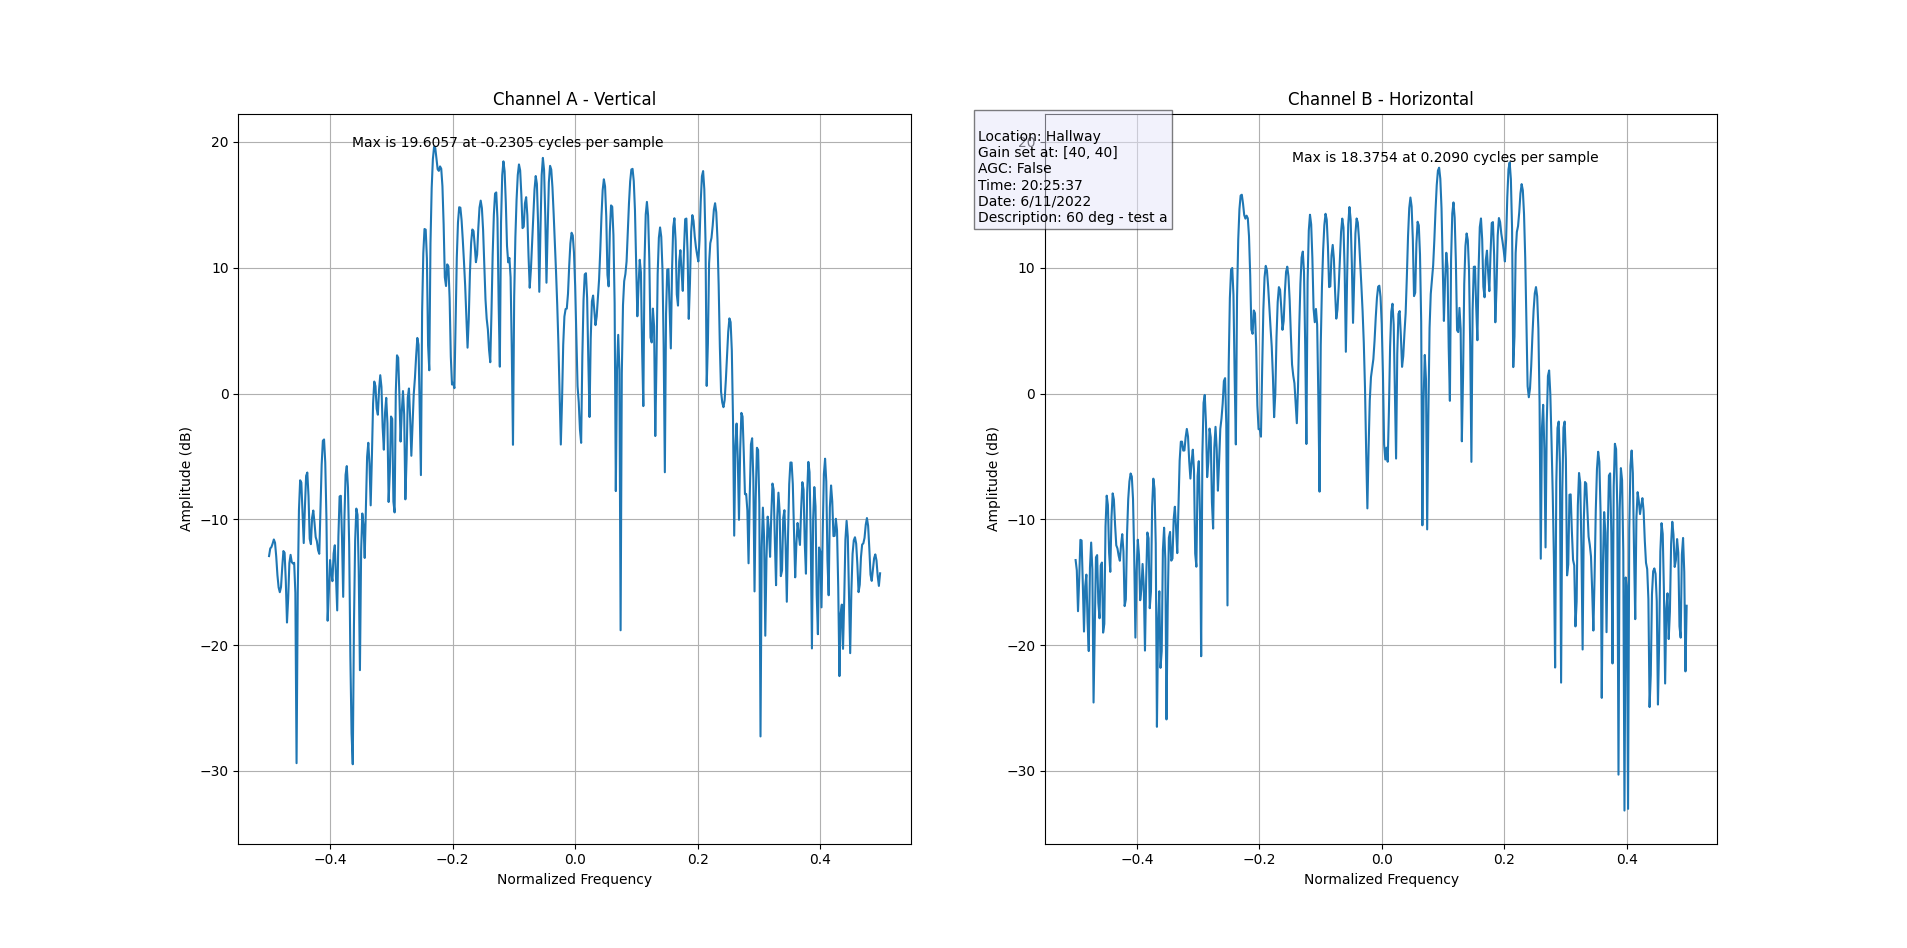 Channel A - Vertical
Max is 19.6057 at -0.2305 cycles per sample
20
10
0
−10
−20
−30
Amplitude (dB)
−0.4
−0.2
0.0
0.2
0.4
Normalized Frequency
Channel B - Horizontal
Max is 18.3754 at 0.2090 cycles per sample
Location: Hallway
Gain set at: [40, 40]
AGC: False
Time: 20:25:37
Date: 6/11/2022
Description: 60 deg - test a
20
10
0
−10
−20
−30
Amplitude (dB)
−0.4
−0.2
0.0
0.2
0.4
Normalized Frequency